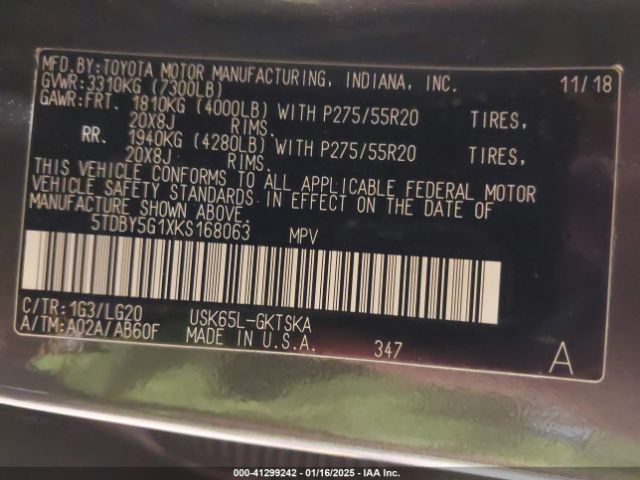 MFD.BY:TOYOTA MOTOR MANUFACTURING, INDIANA, INC. 11/18
GVWR:3310KG (7300LB)
GAWR:FRT. 1810KG (4000LB) WITH P275/55R20 TIRES,
20X8J RIMS.
RR. 1940KG (4280LB) WITH P275/55R20 TIRES,
20X8J RIMS.
THIS VEHICLE CONFORMS TO ALL APPLICABLE FEDERAL MOTOR
VEHICLE SAFETY STANDARDS IN EFFECT ON THE DATE OF
MANUFACTURE SHOWN ABOVE.
5TDBY5G1XKS168063 MPV
C/TR:1G3/LG20 USK65L-GKTSKA
A/TM:A02A/AB60F MADE IN U.S.A. 347 A
000-41299242 - 01/16/2025 - IAA Inc.